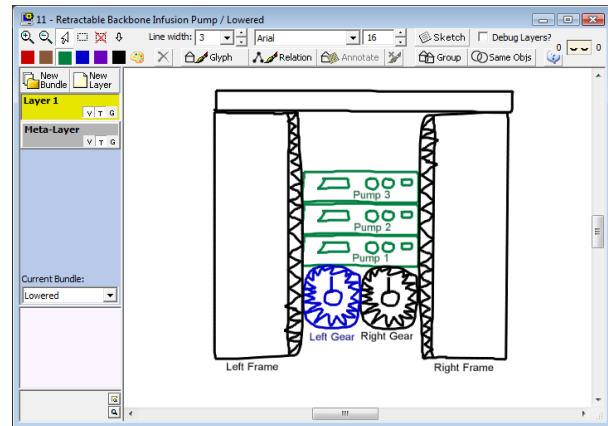 11 - Retractable Backbone Infusion Pump / Lowered
Line width: 3 Arial 16 Sketch Debug Layers?
Glyph Relation Annotate Group Same Objs 0 0
New Bundle New Layer
Layer 1
V T G
Meta-Layer
V T G
Current Bundle:
Lowered
Pump 3
Pump 2
Pump 1
Left Gear Right Gear
Left Frame Right Frame